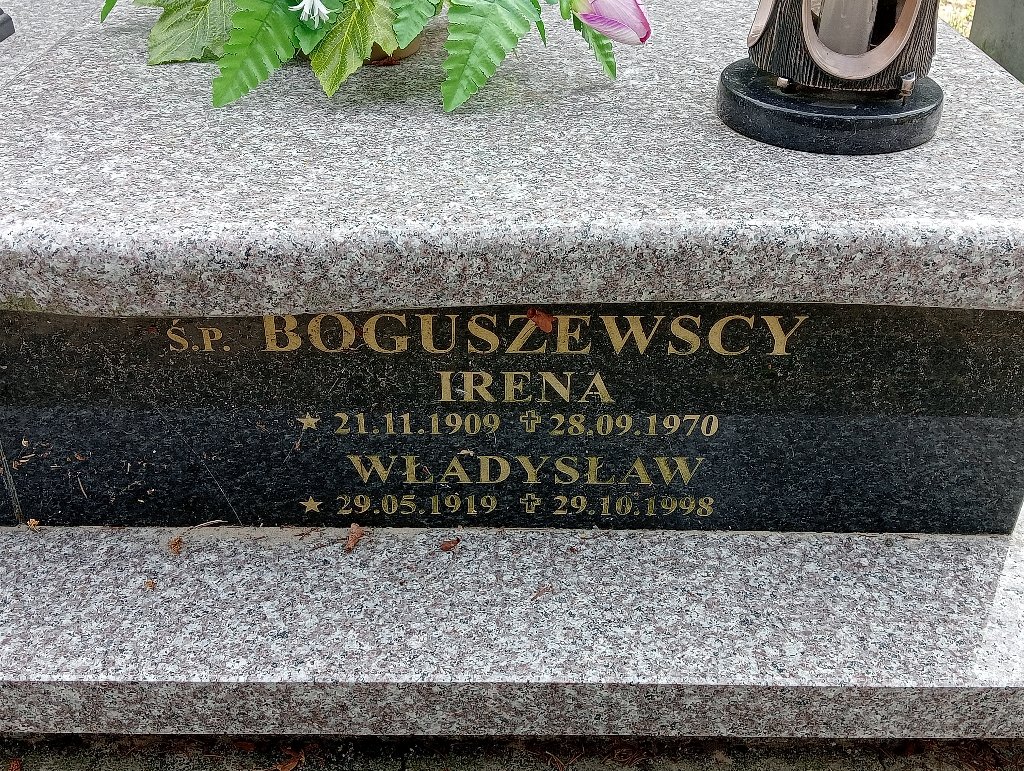 Ś.P. BOGUSZEWSCY
IRENA
★ 21.11.1909 ✝ 28.09.1970
WŁADYSŁAW
★ 29.05.1919 ✝ 29.10.1998